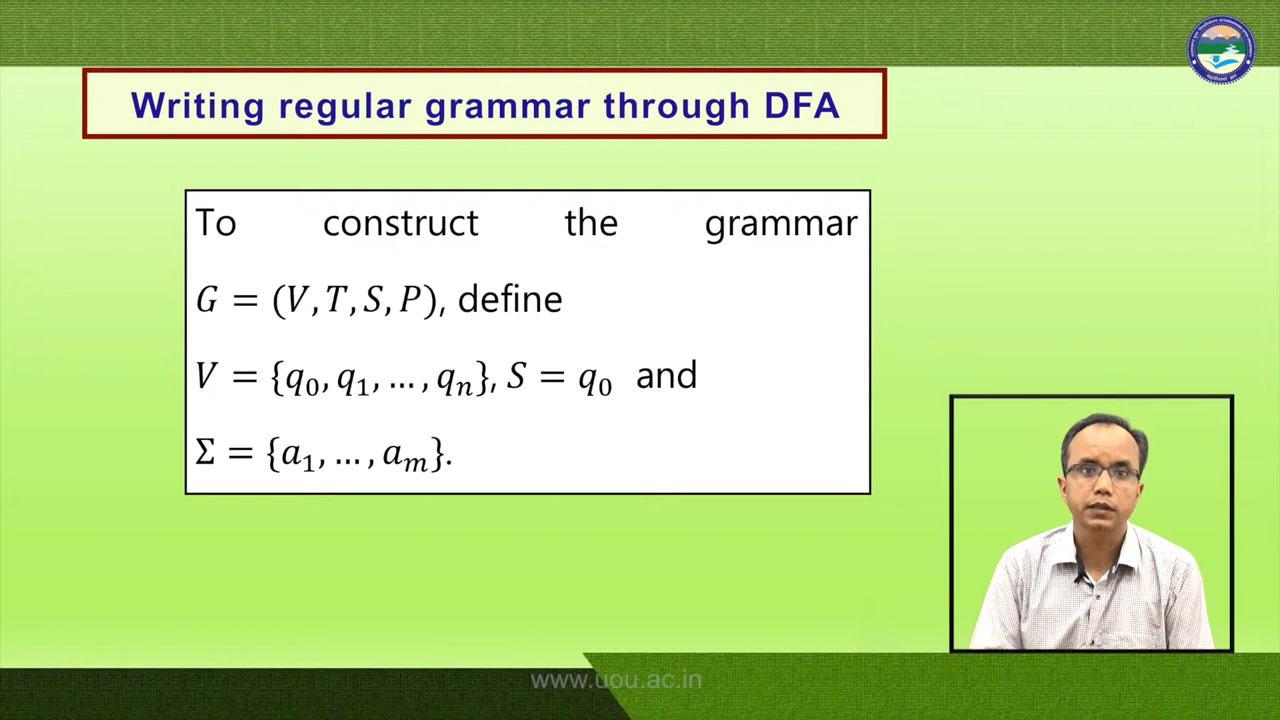 Writing regular grammar through DFA
To construct the grammar
G = (V, T, S, P), define
V = {q₀, q₁, … , qₙ}, S = q₀ and
Σ = {a₁, … , aₘ}.
www.uou.ac.in